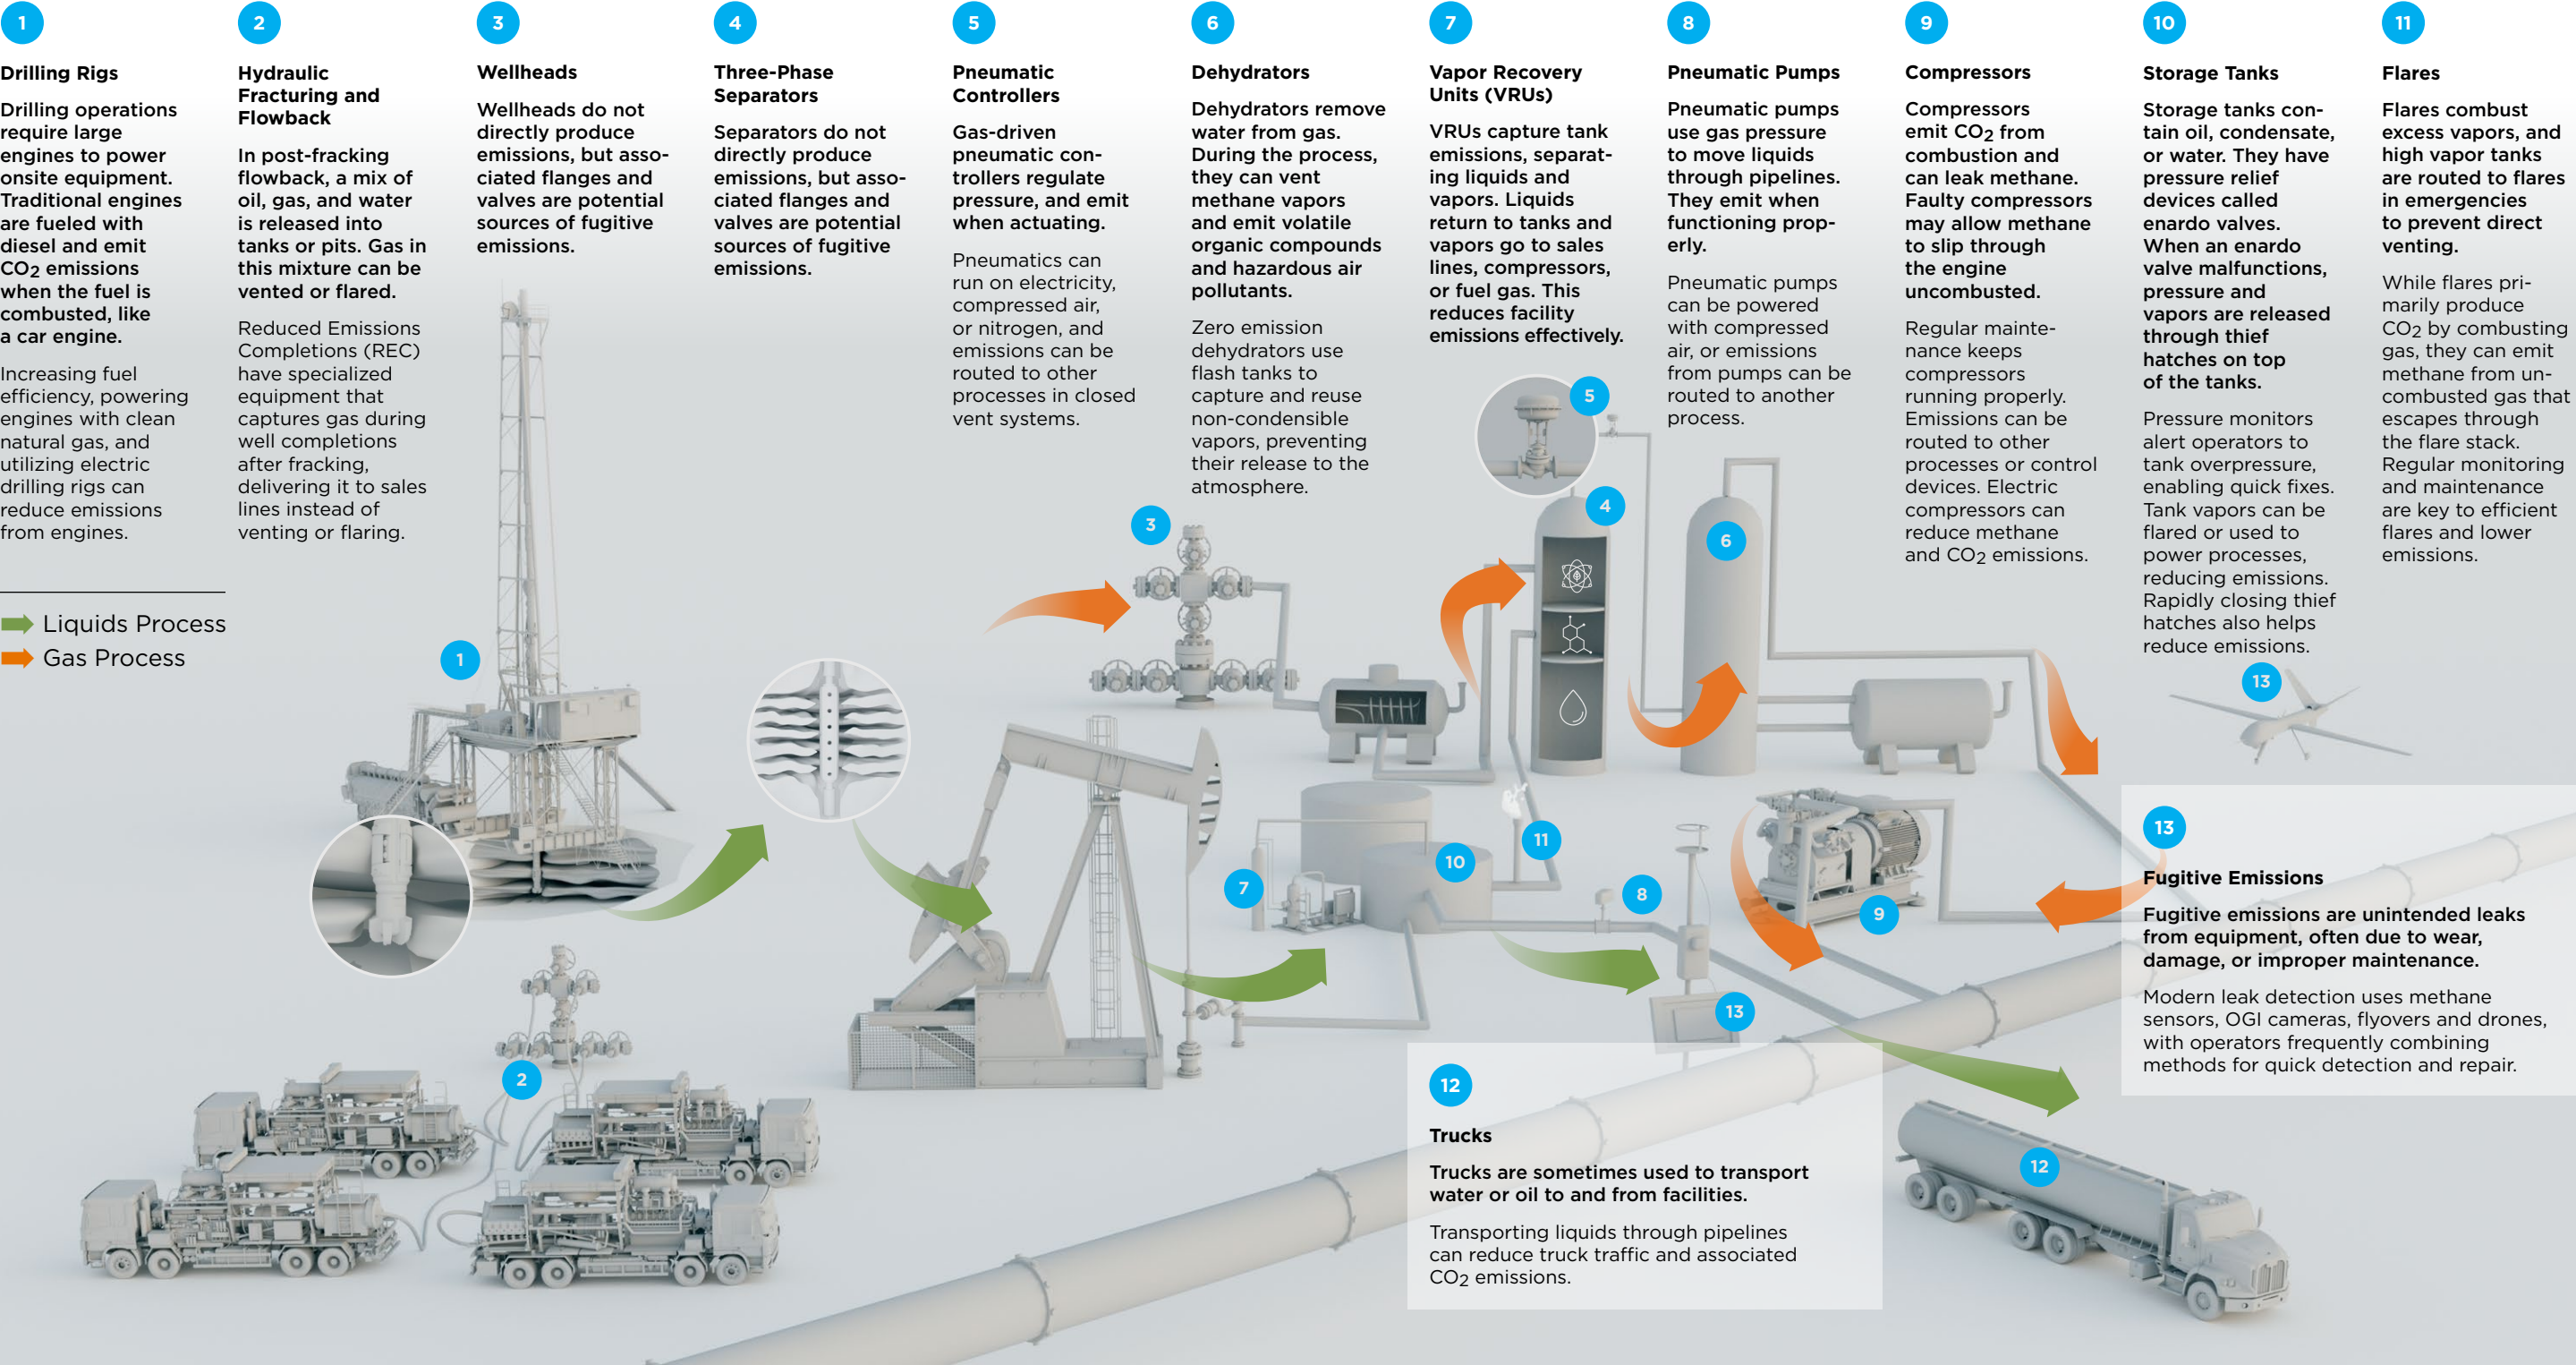 1
Drilling Rigs
Drilling operations
require large
engines to power
onsite equipment.
Traditional engines
are fueled with
diesel and emit
CO2 emissions
when the fuel is
combusted, like
a car engine.
Increasing fuel
efficiency, powering
engines with clean
natural gas, and
utilizing electric
drilling rigs can
reduce emissions
from engines.
2
Hydraulic
Fracturing and
Flowback
In post-fracking
flowback, a mix of
oil, gas, and water
is released into
tanks or pits. Gas in
this mixture can be
vented or flared.
Reduced Emissions
Completions (REC)
have specialized
equipment that
captures gas during
well completions
after fracking,
delivering it to sales
lines instead of
venting or flaring.
3
Wellheads
Wellheads do not
directly produce
emissions, but asso-
ciated flanges and
valves are potential
sources of fugitive
emissions.
4
Three-Phase
Separators
Separators do not
directly produce
emissions, but asso-
ciated flanges and
valves are potential
sources of fugitive
emissions.
5
Pneumatic
Controllers
Gas-driven
pneumatic con-
trollers regulate
pressure, and emit
when actuating.
Pneumatics can
run on electricity,
compressed air,
or nitrogen, and
emissions can be
routed to other
processes in closed
vent systems.
6
Dehydrators
Dehydrators remove
water from gas.
During the process,
they can vent
methane vapors
and emit volatile
organic compounds
and hazardous air
pollutants.
Zero emission
dehydrators use
flash tanks to
capture and reuse
non-condensible
vapors, preventing
their release to the
atmosphere.
7
Vapor Recovery
Units (VRUs)
VRUs capture tank
emissions, separat-
ing liquids and
vapors. Liquids
return to tanks and
vapors go to sales
lines, compressors,
or fuel gas. This
reduces facility
emissions effectively.
8
Pneumatic Pumps
Pneumatic pumps
use gas pressure
to move liquids
through pipelines.
They emit when
functioning prop-
erly.
Pneumatic pumps
can be powered
with compressed
air, or emissions
from pumps can be
routed to another
process.
9
Compressors
Compressors
emit CO2 from
combustion and
can leak methane.
Faulty compressors
may allow methane
to slip through
the engine
uncombusted.
Regular mainte-
nance keeps
compressors
running properly.
Emissions can be
routed to other
processes or control
devices. Electric
compressors can
reduce methane
and CO2 emissions.
10
Storage Tanks
Storage tanks con-
tain oil, condensate,
or water. They have
pressure relief
devices called
enardo valves.
When an enardo
valve malfunctions,
pressure and
vapors are released
through thief
hatches on top
of the tanks.
Pressure monitors
alert operators to
tank overpressure,
enabling quick fixes.
Tank vapors can be
flared or used to
power processes,
reducing emissions.
Rapidly closing thief
hatches also helps
reduce emissions.
11
Flares
Flares combust
excess vapors, and
high vapor tanks
are routed to flares
in emergencies
to prevent direct
venting.
While flares pri-
marily produce
CO2 by combusting
gas, they can emit
methane from un-
combusted gas that
escapes through
the flare stack.
Regular monitoring
and maintenance
are key to efficient
flares and lower
emissions.
Liquids Process
Gas Process
5
4
3
6
1
13
11
10
7
8
9
13
2
12
13
Fugitive Emissions
Fugitive emissions are unintended leaks
from equipment, often due to wear,
damage, or improper maintenance.
Modern leak detection uses methane
sensors, OGI cameras, flyovers and drones,
with operators frequently combining
methods for quick detection and repair.
12
Trucks
Trucks are sometimes used to transport
water or oil to and from facilities.
Transporting liquids through pipelines
can reduce truck traffic and associated
CO2 emissions.